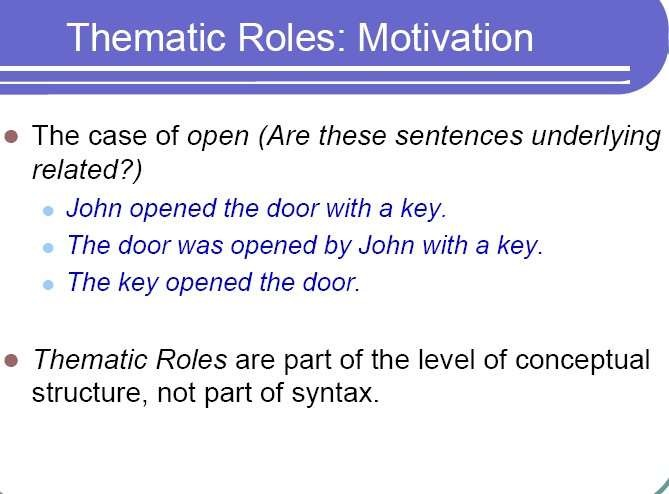 Thematic Roles: Motivation
The case of open (Are these sentences underlying
related?)
John opened the door with a key.
The door was opened by John with a key.
The key opened the door.
Thematic Roles are part of the level of conceptual
structure, not part of syntax.